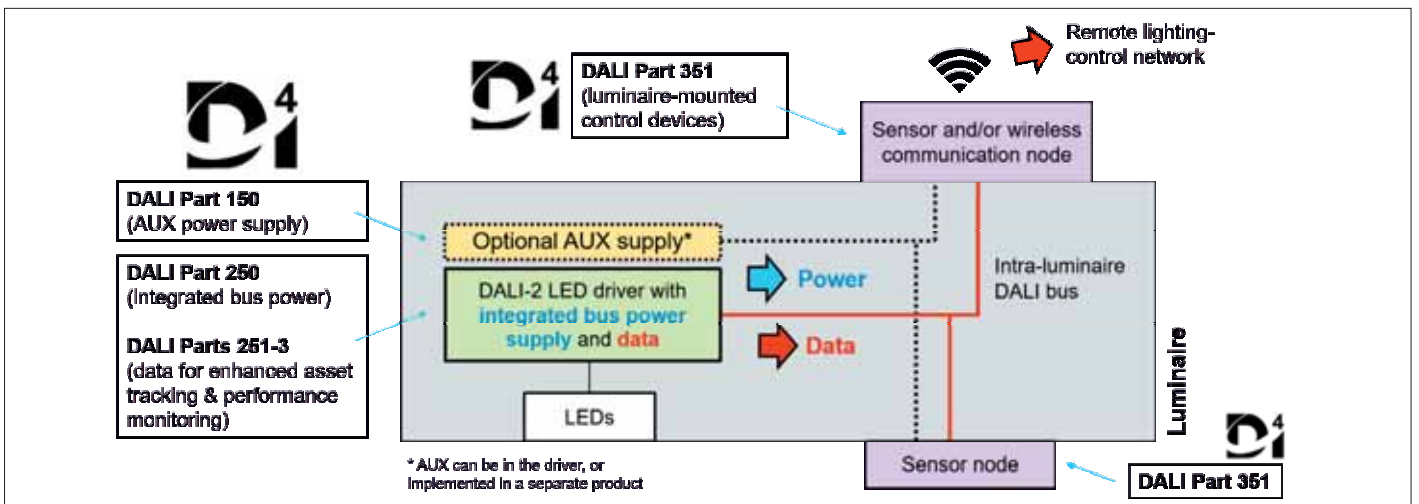 Remote lighting-
control network
DALI Part 351
(luminaire-mounted
control devices)
D4i
D4i
Sensor and/or wireless
communication node
DALI Part 150
(AUX power supply)
Optional AUX supply*
DALI Part 250
(Integrated bus power)
DALI Parts 251-3
(data for enhanced asset
tracking & performance
monitoring)
DALI-2 LED driver with
integrated bus power
supply and data
Power
Data
Intra-luminaire
DALI bus
Luminaire
LEDs
* AUX can be in the driver, or
Implemented in a separate product
Sensor node
D4i
DALI Part 351